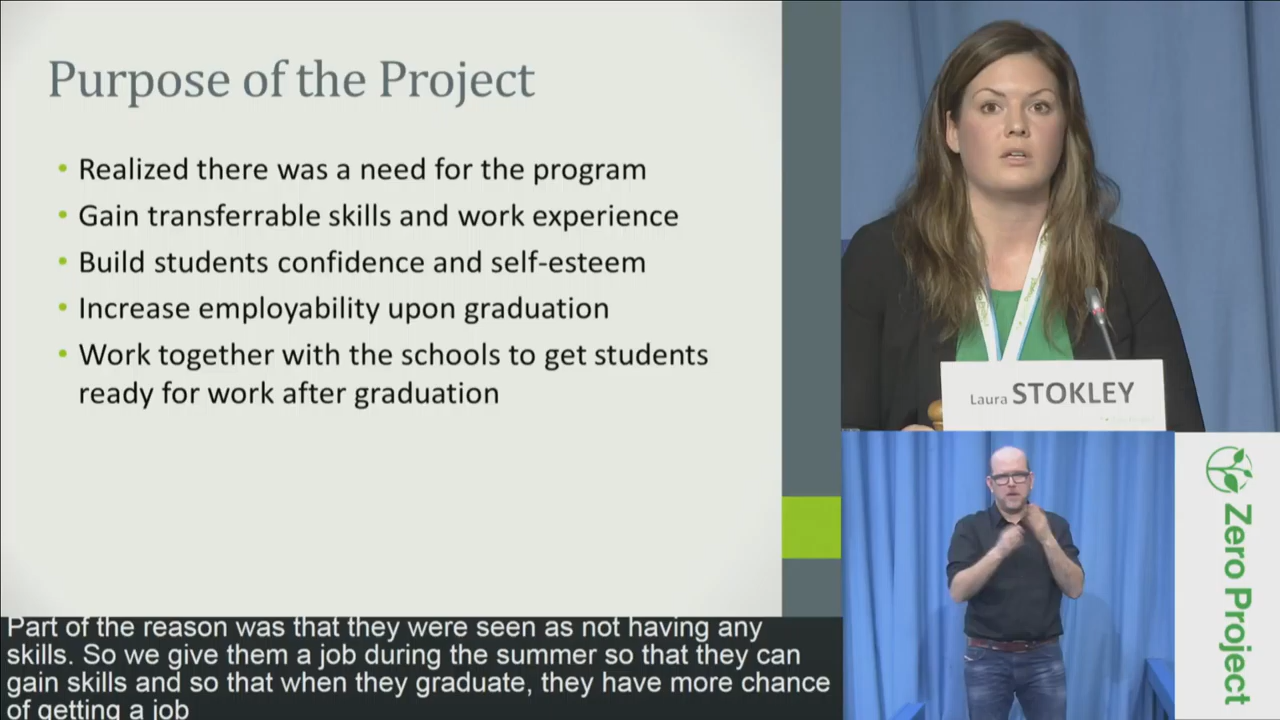 Purpose of the Project
• Realized there was a need for the program
• Gain transferrable skills and work experience
• Build students confidence and self-esteem
• Increase employability upon graduation
• Work together with the schools to get students
ready for work after graduation
Laura STOKLEY
Zero Project
Part of the reason was that they were seen as not having any
skills. So we give them a job during the summer so that they can
gain skills and so that when they graduate, they have more chance
of getting a job